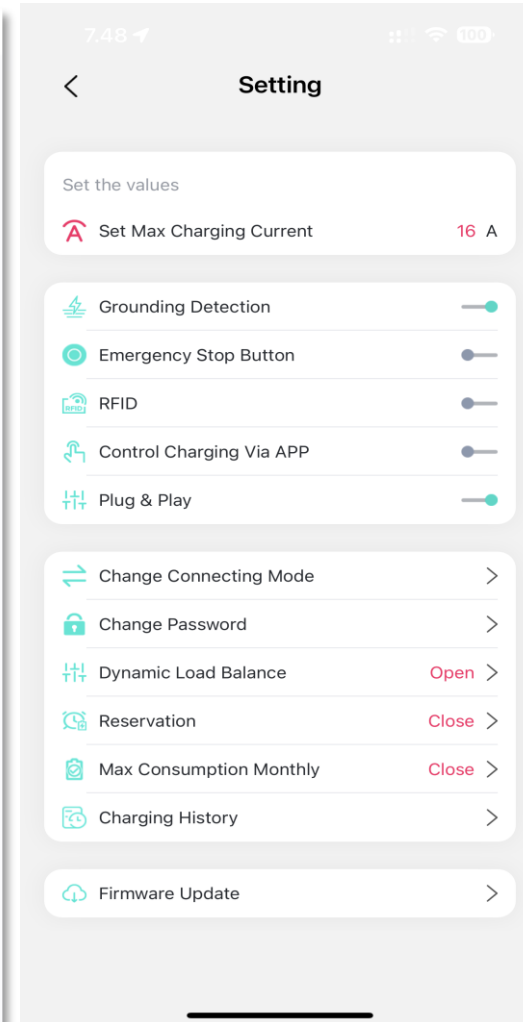 7.48
100
Setting
Set the values
Set Max Charging Current 16 A
Grounding Detection
Emergency Stop Button
RFID RFID
Control Charging Via APP
Plug & Play
Change Connecting Mode
Change Password
Dynamic Load Balance Open
Reservation Close
Max Consumption Monthly Close
Charging History
Firmware Update